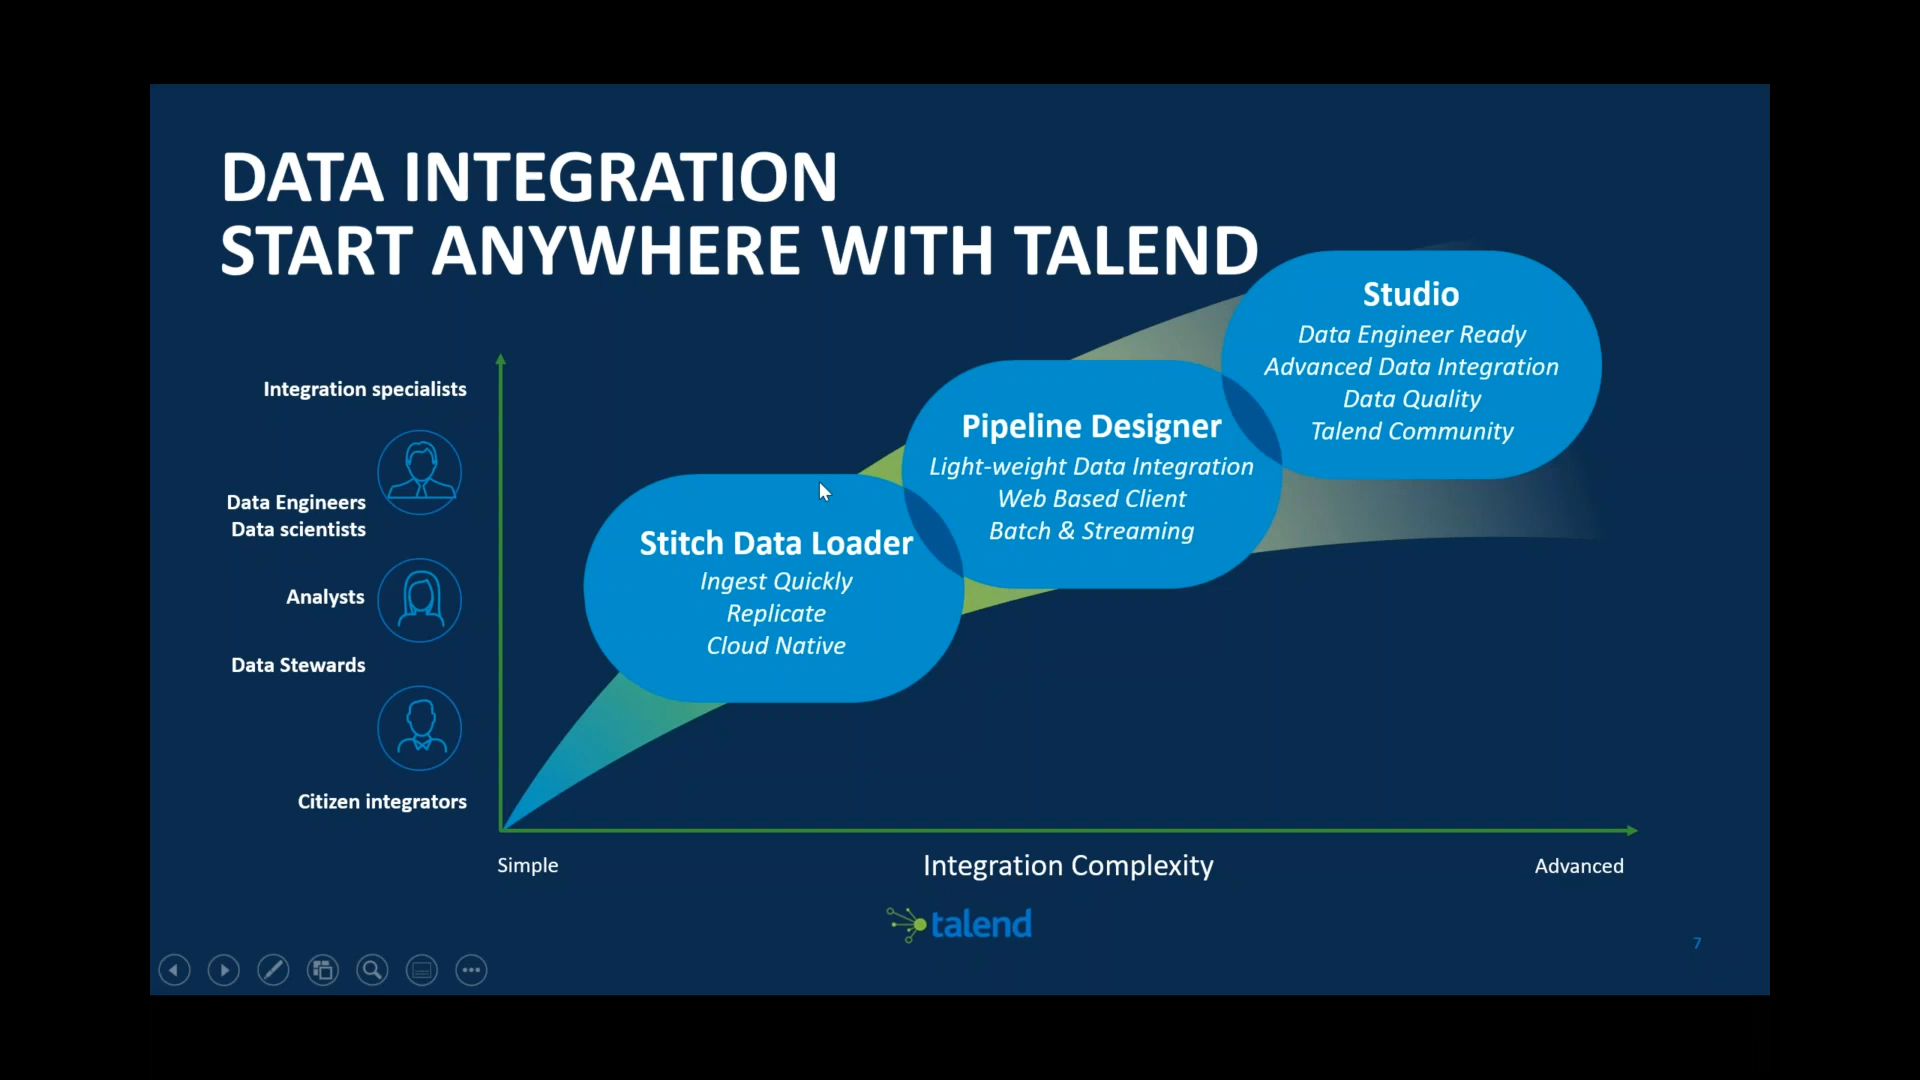 DATA INTEGRATION
START ANYWHERE WITH TALEND
Studio
Data Engineer Ready
Advanced Data Integration
Data Quality
Talend Community
Pipeline Designer
Light-weight Data Integration
Web Based Client
Batch & Streaming
Stitch Data Loader
Ingest Quickly
Replicate
Cloud Native
Integration specialists
Data Engineers
Data scientists
Analysts
Data Stewards
Citizen integrators
Simple
Integration Complexity
Advanced
talend
7